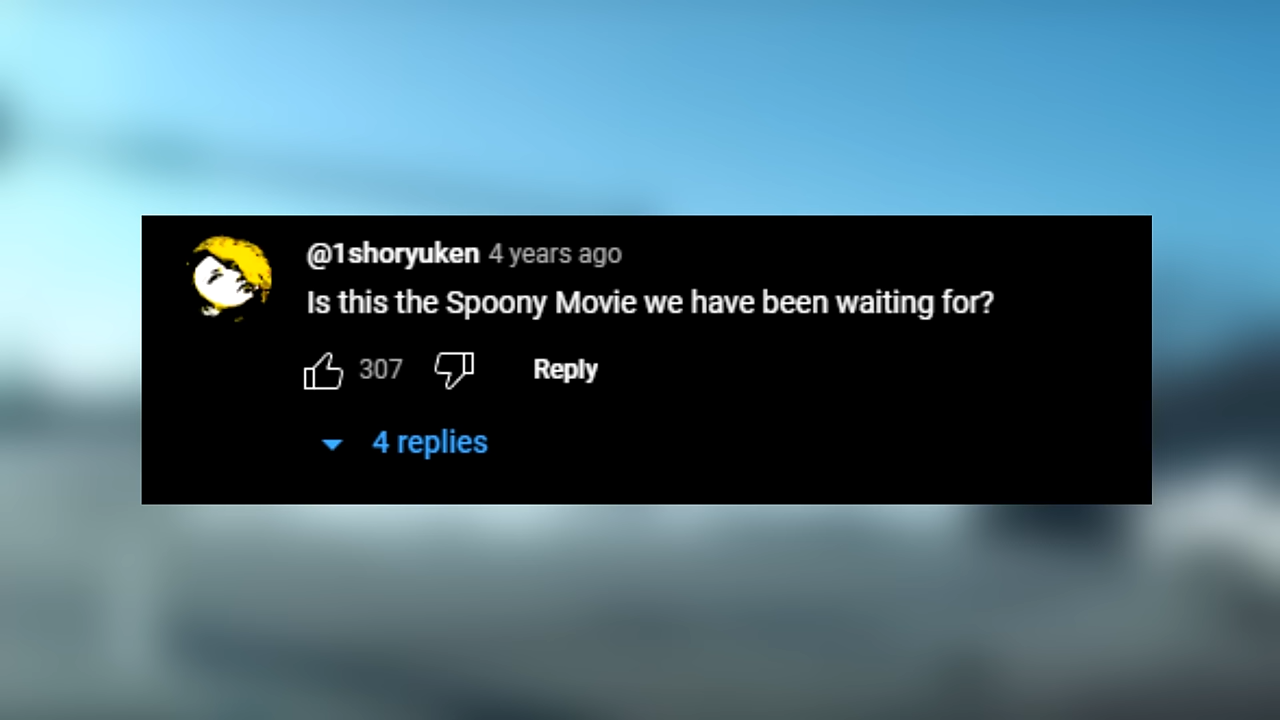 @1shoryuken 4 years ago
Is this the Spoony Movie we have been waiting for?
307 Reply
4 replies